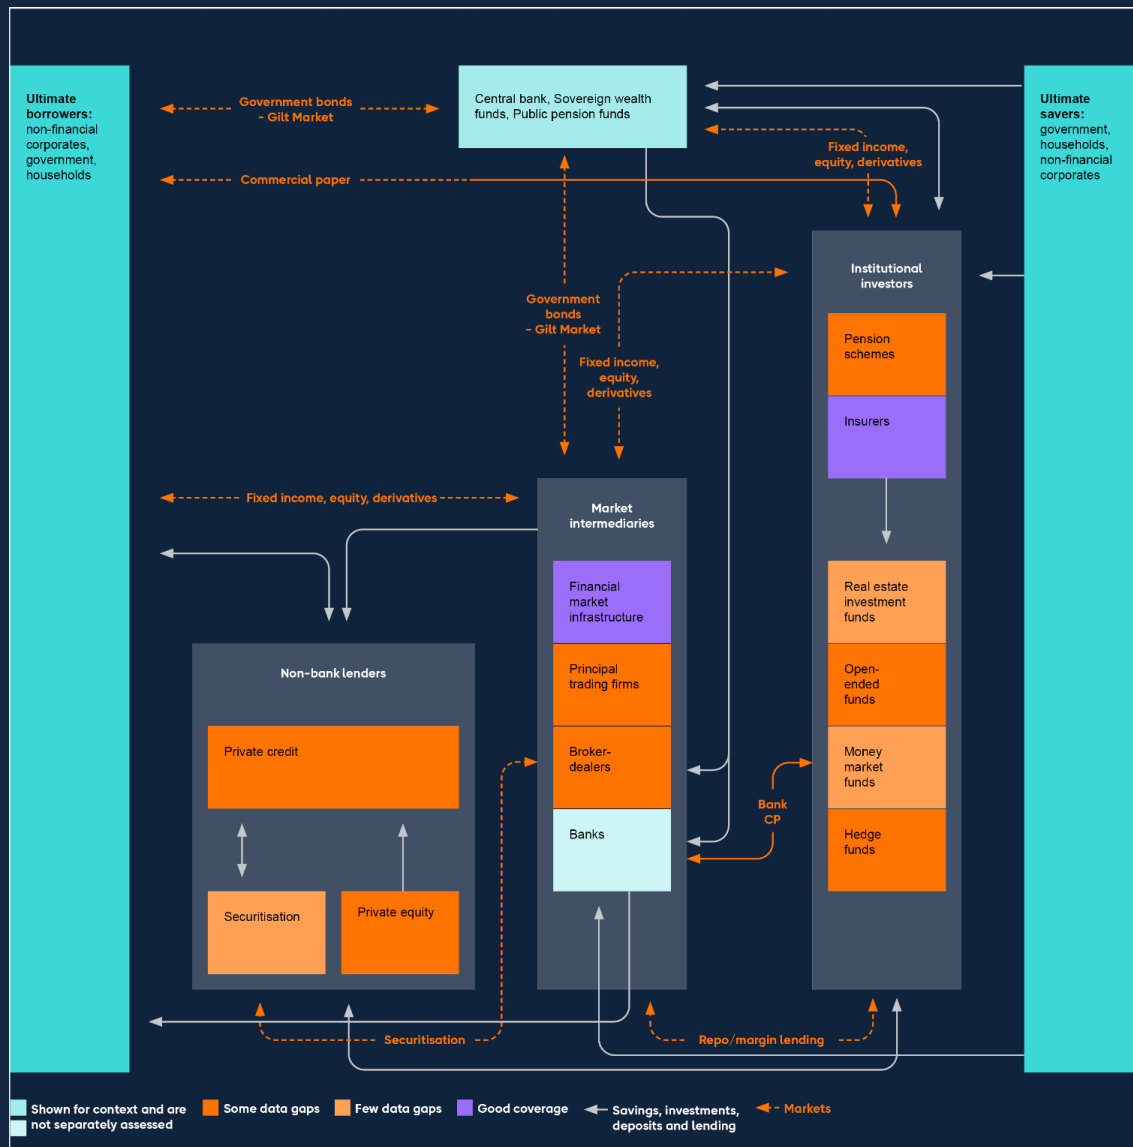 Ultimate
borrowers:
non-financial
corporates,
government,
households
Government bonds
- Gilt Market
Central bank, Sovereign wealth
funds, Public pension funds
Fixed income,
equity, derivatives
Ultimate
savers:
government,
households,
non-financial
corporates
Commercial paper
Government
bonds
- Gilt Market
Fixed income,
equity,
derivatives
Institutional
investors
Pension
schemes
Insurers
Fixed income, equity, derivatives
Market
intermediaries
Financial
market
infrastructure
Principal
trading firms
Broker-
dealers
Banks
Real estate
investment
funds
Open-
ended
funds
Money
market
funds
Hedge
funds
Non-bank lenders
Private credit
Securitisation
Private equity
Bank
CP
Securitisation
Repo/margin lending
Shown for context and are
not separately assessed
Some data gaps
Few data gaps
Good coverage
Savings, investments,
deposits and lending
Markets